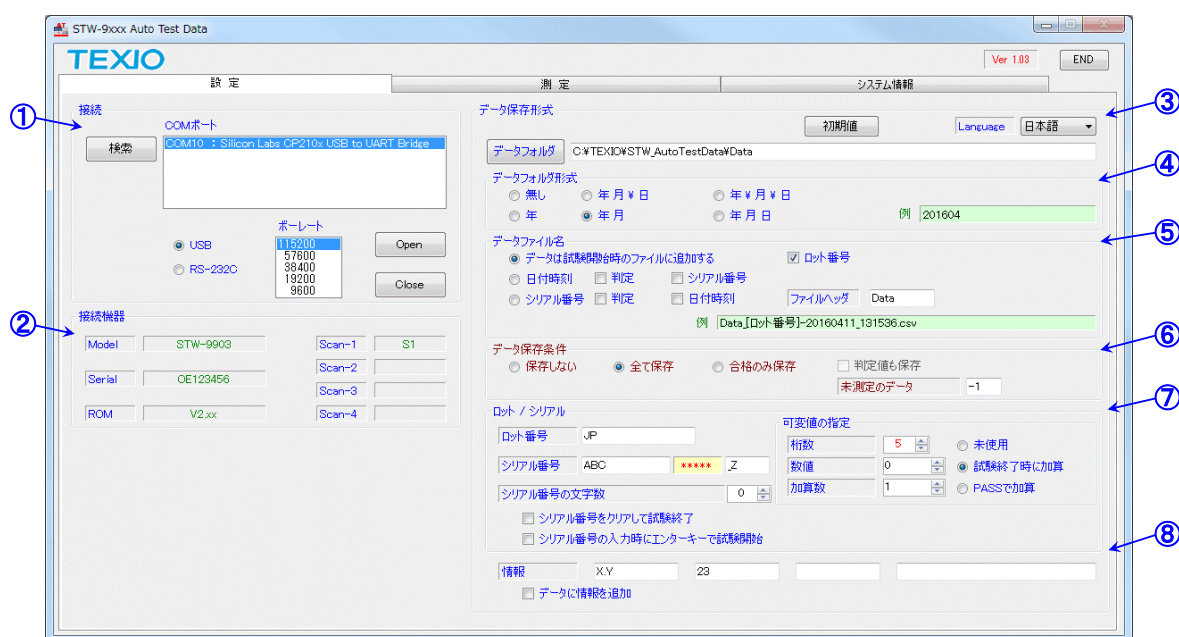 STW-9xxx Auto Test Data
TEXIO
Ver 1.03
END
設 定
測 定
システム情報
①
接続
COMポート
検索
COM10 : Silicon Labs CP210x USB to UART Bridge
ボーレート
USB
RS-232C
115200
57600
38400
19200
9600
Open
Close
②
接続機器
Model
STW-9903
Scan-1
S1
Scan-2
Serial
OE123456
Scan-3
ROM
V2.xx
Scan-4
③
データ保存形式
初期値
Language
日本語
データフォルダ
C:¥TEXIO¥STW_AutoTestData¥Data
④
データフォルダ形式
無し
年 月 ¥ 日
年 ¥ 月 ¥ 日
年
年 月
年 月 日
例
201604
⑤
データファイル名
データは試験開始時のファイルに追加する
ロット番号
日付時刻
判定
シリアル番号
シリアル番号
判定
日付時刻
ファイルヘッダ
Data
例
Data_[ロット番号]-20160411_131536.csv
⑥
データ保存条件
保存しない
全て保存
合格のみ保存
判定値も保存
未測定のデータ
-1
⑦
ロット / シリアル
ロット番号
JP
シリアル番号
ABC
*****
_Z
シリアル番号の文字数
0
シリアル番号をクリアして試験終了
シリアル番号の入力時にエンターキーで試験開始
可変値の指定
桁数
5
未使用
数値
0
試験終了時に加算
加算数
1
PASSで加算
⑧
情報
X.Y
23
データに情報を追加